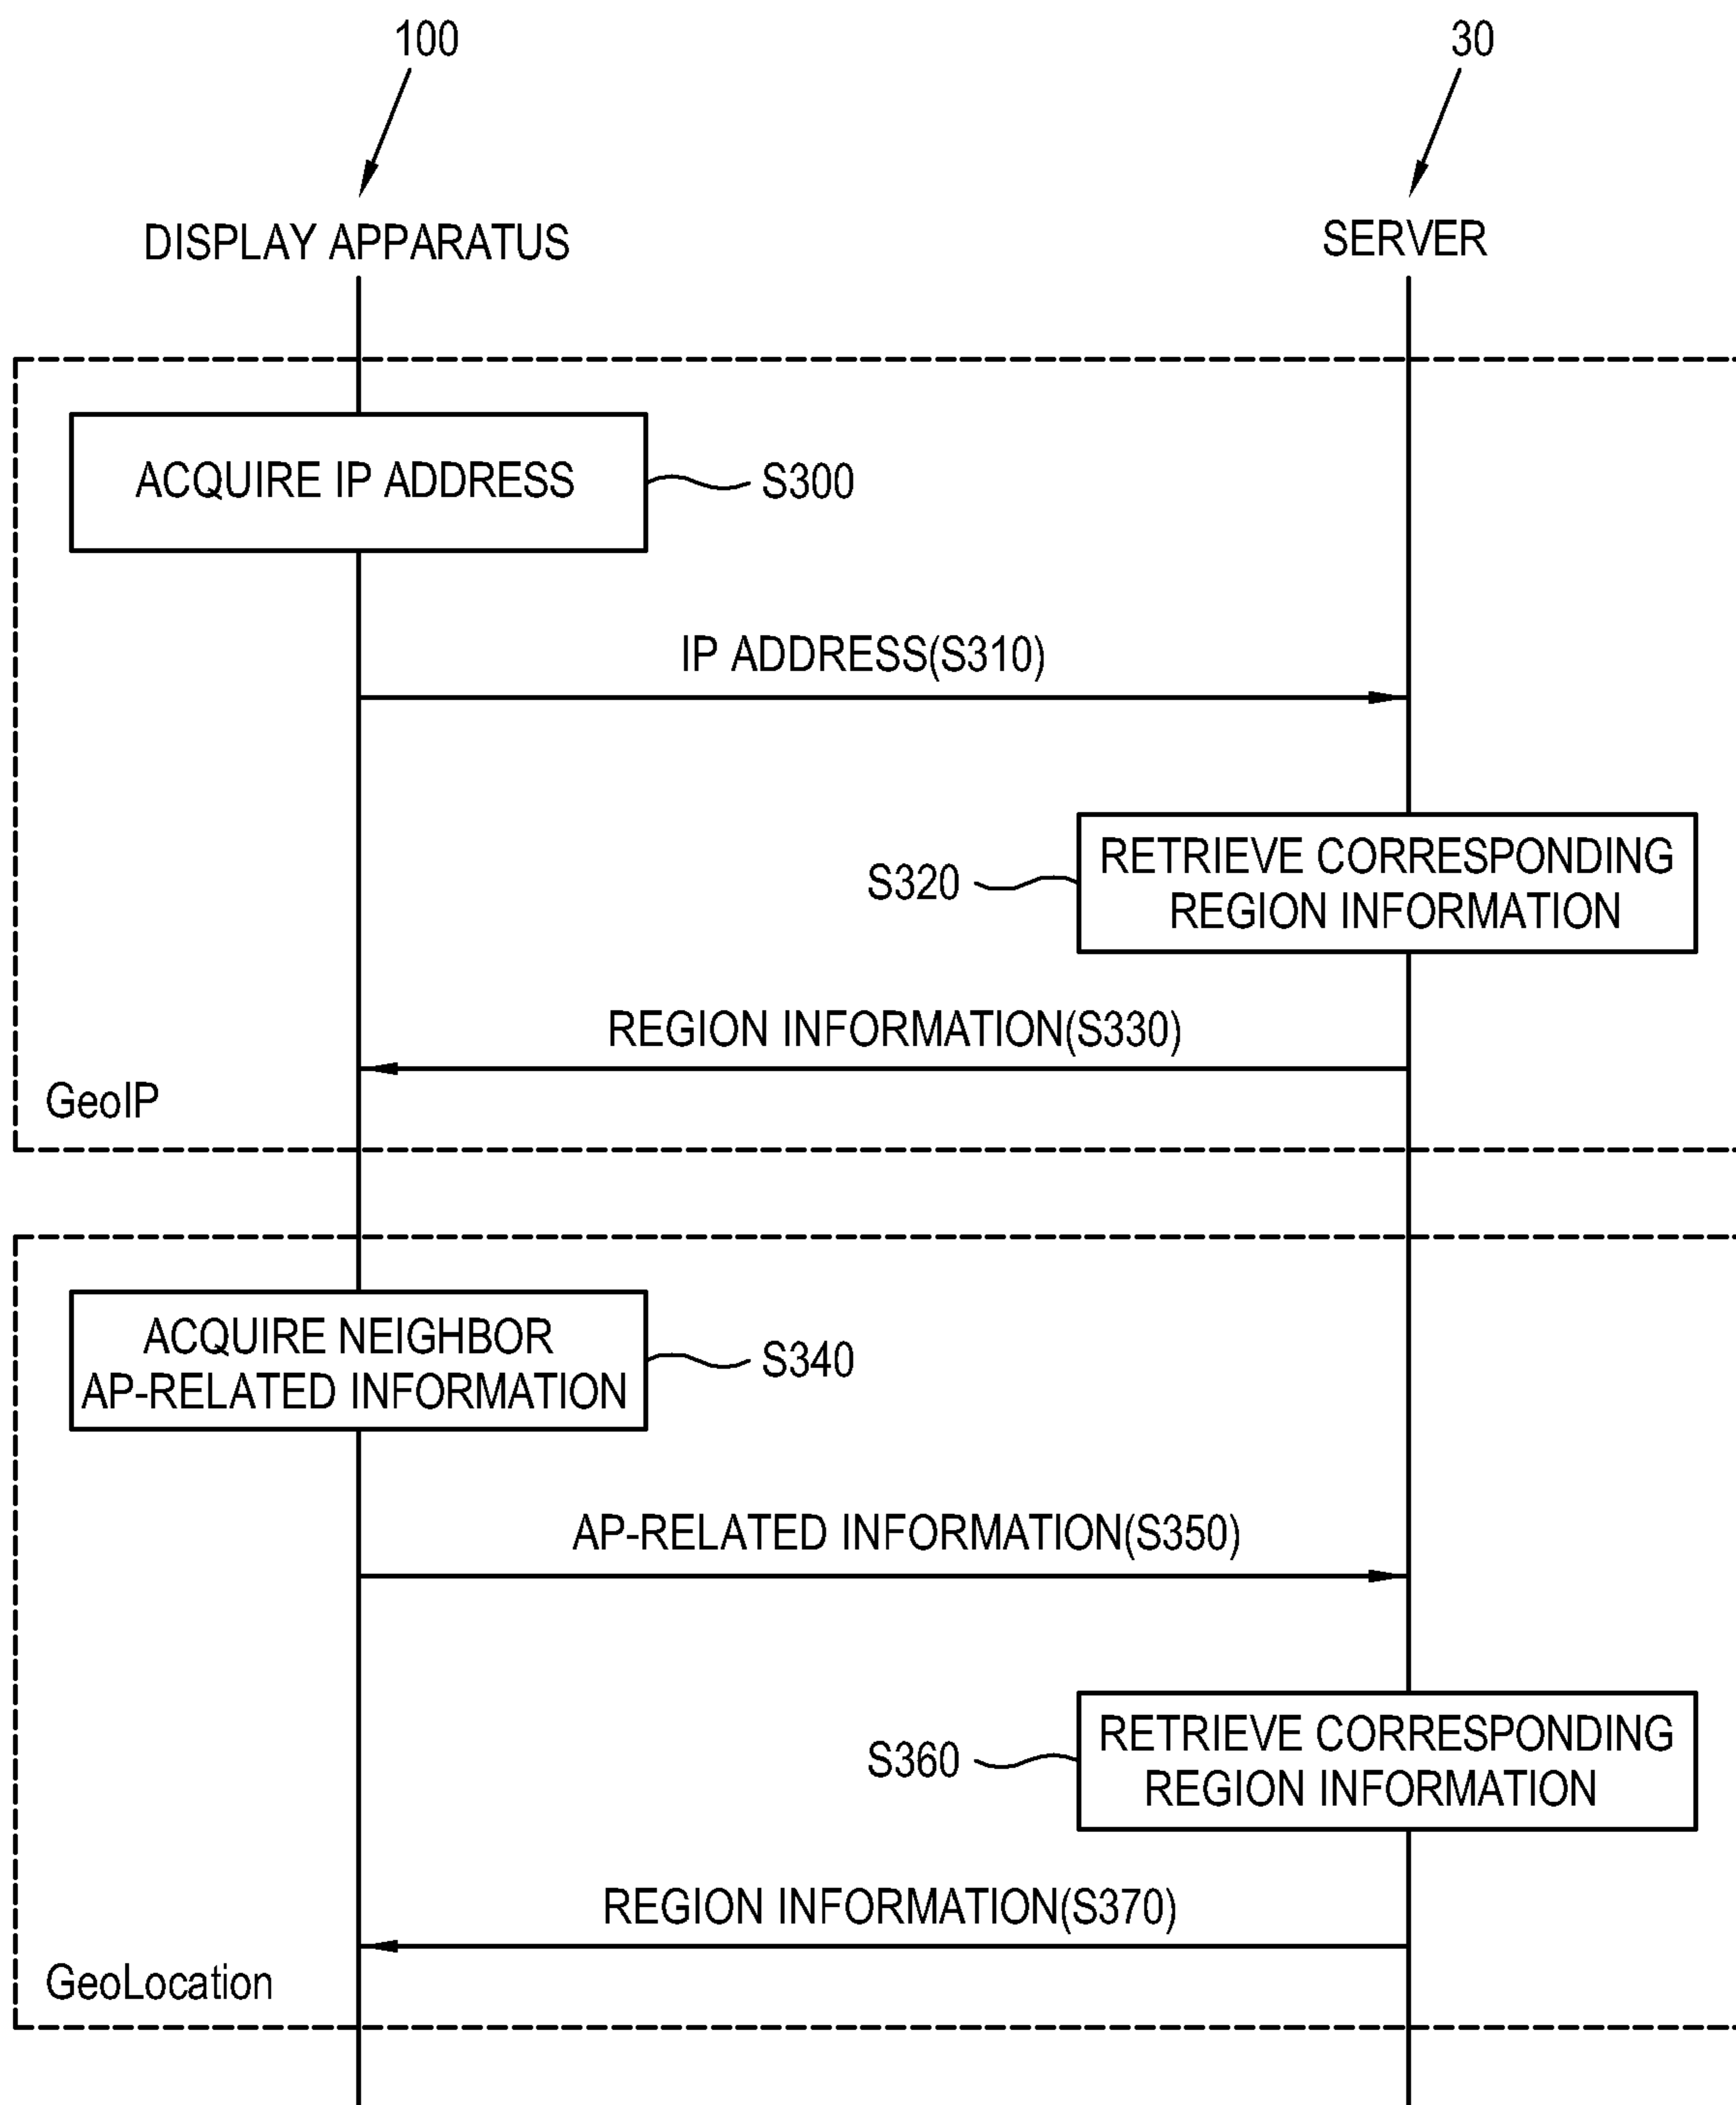 100
30
DISPLAY APPARATUS
SERVER
ACQUIRE IP ADDRESS
S300
IP ADDRESS(S310)
S320
RETRIEVE CORRESPONDING
REGION INFORMATION
REGION INFORMATION(S330)
GeoIP
ACQUIRE NEIGHBOR
AP-RELATED INFORMATION
S340
AP-RELATED INFORMATION(S350)
S360
RETRIEVE CORRESPONDING
REGION INFORMATION
REGION INFORMATION(S370)
GeoLocation